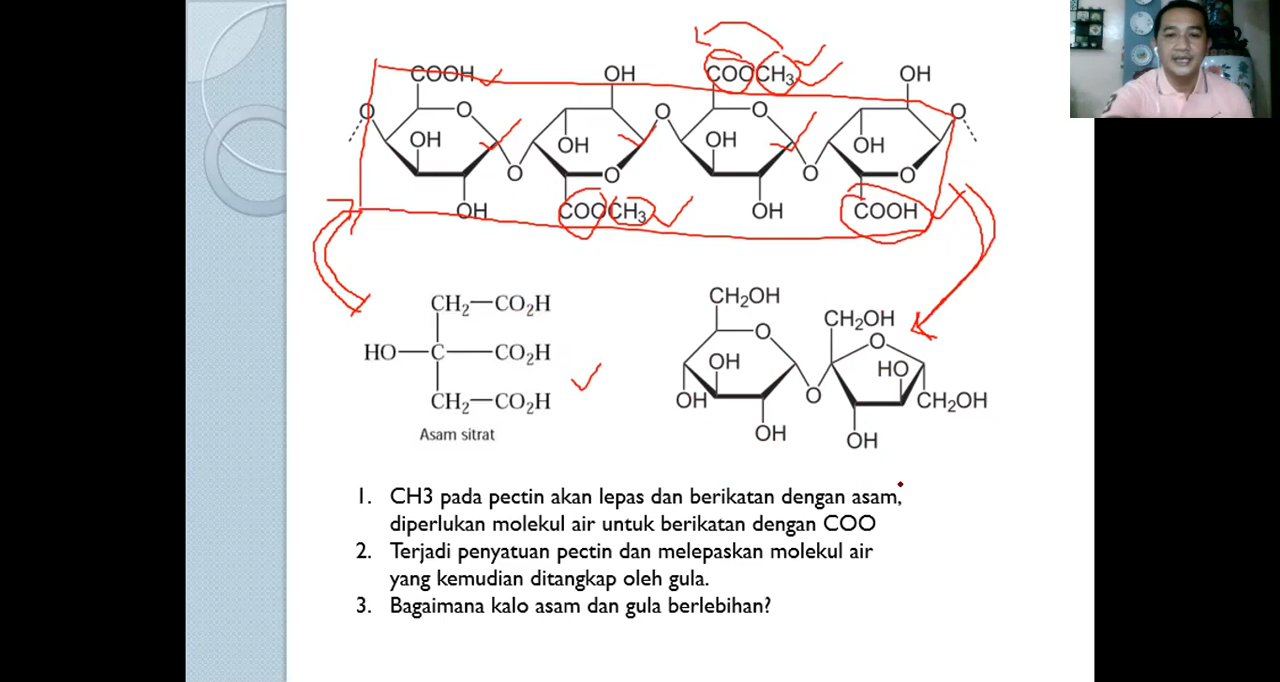 COOH OH COOCH3 OH
O O O O O
OH OH OH OH
O O O O
OH COOCH3 OH COOH
CH2—CO2H
HO—C—CO2H
CH2—CO2H
Asam sitrat
CH2OH
O CH2OH
O
OH HO
OH O CH2OH
OH OH
1. CH3 pada pectin akan lepas dan berikatan dengan asam,
diperlukan molekul air untuk berikatan dengan COO
2. Terjadi penyatuan pectin dan melepaskan molekul air
yang kemudian ditangkap oleh gula.
3. Bagaimana kalo asam dan gula berlebihan?